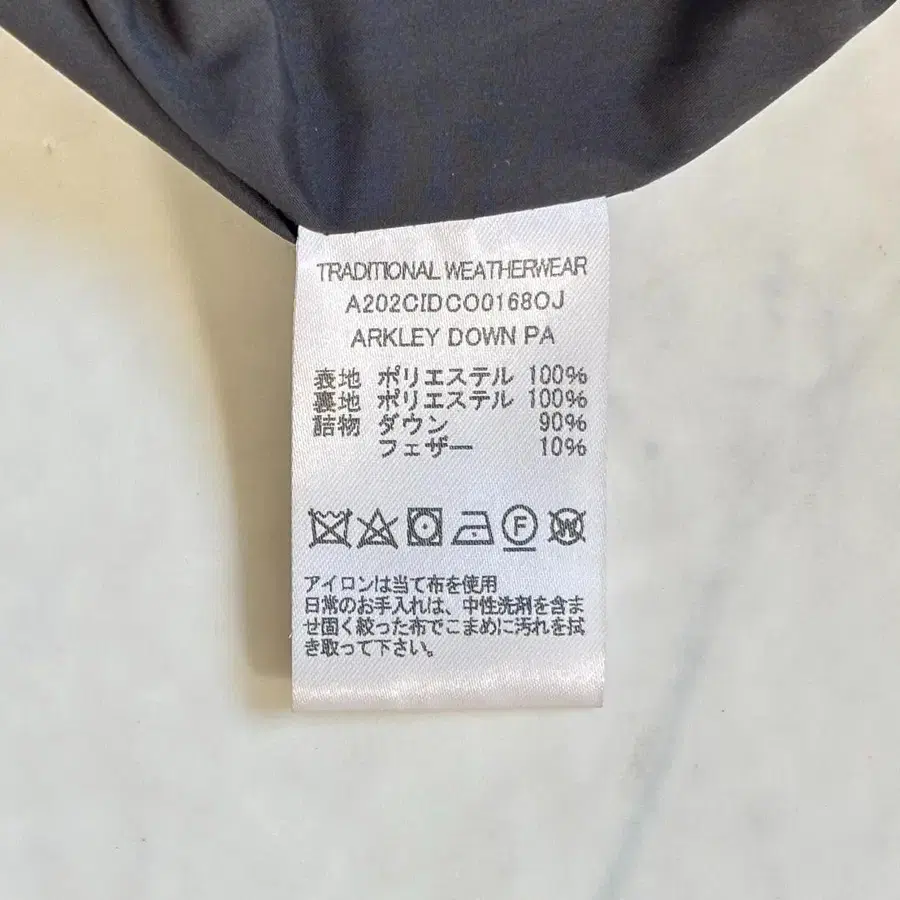 TRADITIONAL WEATHERWEAR
A202CIDCO0168OJ
ARKLEY DOWN PA
表地 ポリエステル 100%
裏地 ポリエステル 100%
詰物 ダウン 90%
フェザー 10%
F W
アイロンは当て布を使用
日常のお手入れは、中性洗剤を含ま
せ固く絞った布でこまめに汚れを拭
き取って下さい。